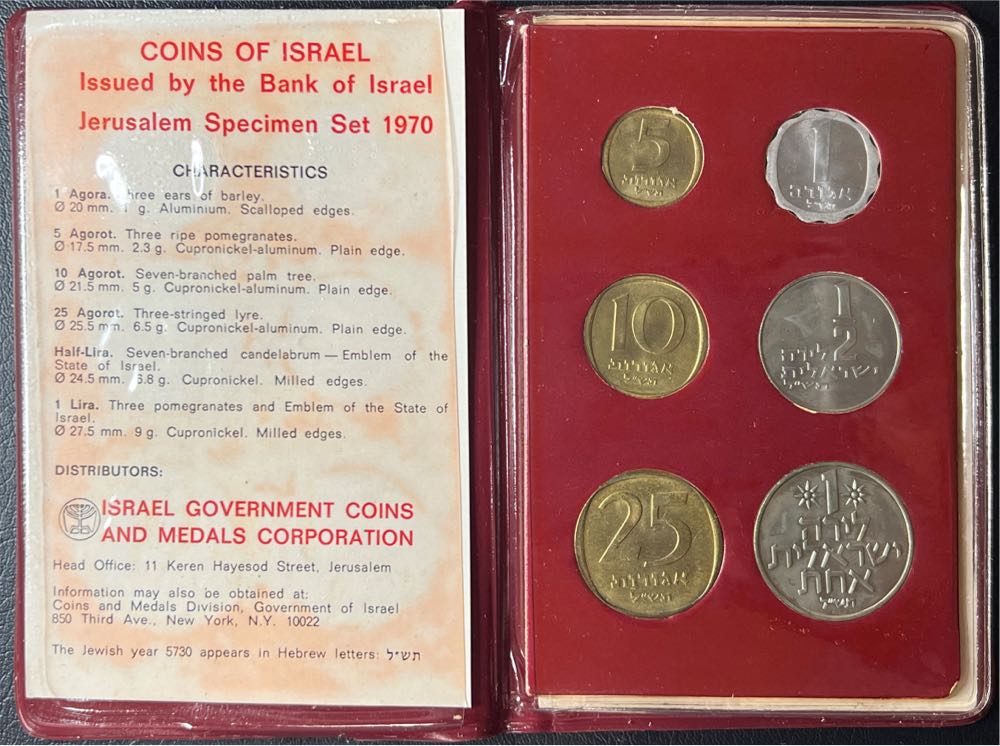 COINS OF ISRAEL
Issued by the Bank of Israel
Jerusalem Specimen Set 1970
CHARACTERISTICS
1 Agora. Three ears of barley.
Ø 20 mm. 1 g. Aluminium. Scalloped edges.
5 Agorot. Three ripe pomegranates.
Ø 17.5 mm. 2.3 g. Cupronickel-aluminum. Plain edge.
10 Agorot. Seven-branched palm tree.
Ø 21.5 mm. 5 g. Cupronickel-aluminum. Plain edge.
25 Agorot. Three-stringed lyre.
Ø 25.5 mm. 6.5 g. Cupronickel-aluminum. Plain edge.
Half-Lira. Seven-branched candelabrum — Emblem of the
State of Israel.
Ø 24.5 mm. 6.8 g. Cupronickel. Milled edges.
1 Lira. Three pomegranates and Emblem of the State of
Israel.
Ø 27.5 mm. 9 g. Cupronickel. Milled edges.
DISTRIBUTORS:
ISRAEL GOVERNMENT COINS
AND MEDALS CORPORATION
Head Office: 11 Keren Hayesod Street, Jerusalem
Information may also be obtained at:
Coins and Medals Division, Government of Israel
850 Third Ave., New York, N.Y. 10022
The Jewish year 5730 appears in Hebrew letters: תש״ל
5
אגורות
תש״ל
1
אגורה
תש״ל
10
אגורות
תש״ל
1
2
לירה
ישראלית
תש״ל
25
אגורות
תש״ל
1
לירה
ישראלית
אחת
תש״ל